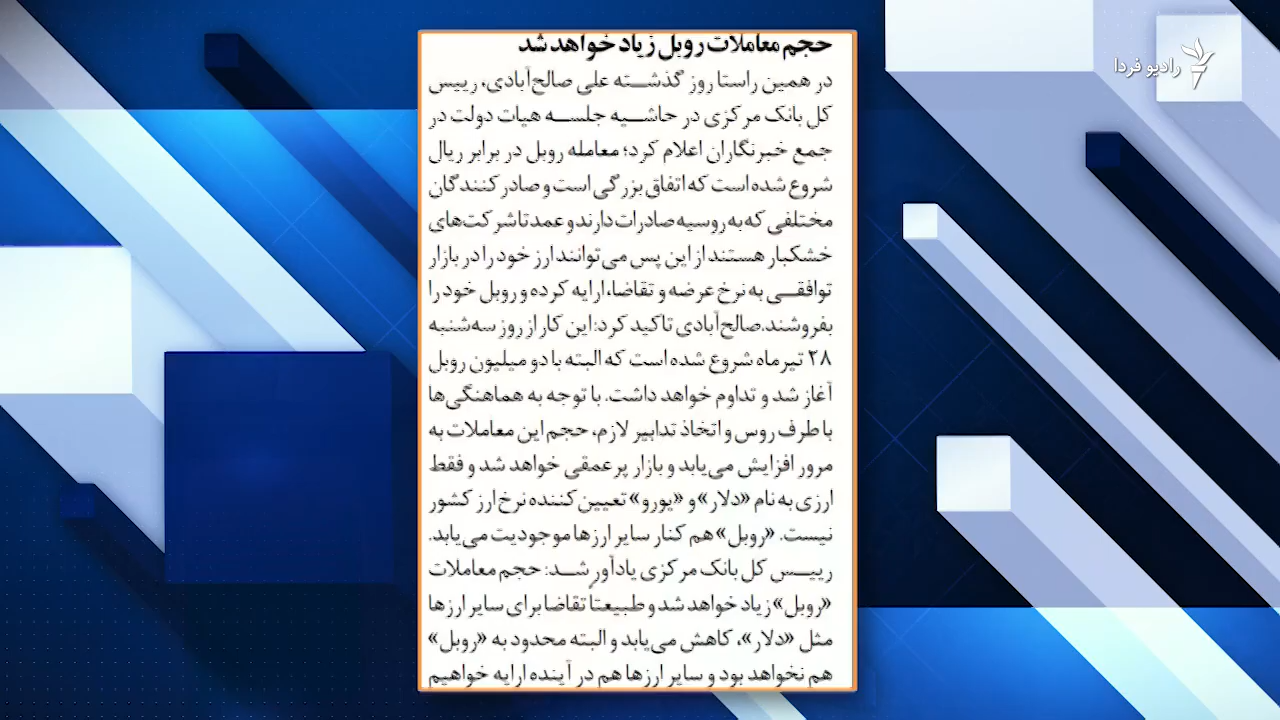 رادیو فردا
حجم معاملات روبل زیاد خواهد شد
در همین راستا روز گذشته علی صالح‌آبادی، رییس
کل بانک مرکزی در حاشیه جلسه هیات دولت در
جمع خبرنگاران اعلام کرد؛ معامله روبل در برابر ریال
شروع شده است که اتفاق بزرگی است و صادرکنندگان
مختلفی که به روسیه صادرات دارند و عمدتا شرکت‌های
خشکبار هستند از این پس می‌توانند ارز خود را در بازار
توافقی به نرخ عرضه و تقاضا، ارایه کرده و روبل خود را
بفروشند. صالح‌آبادی تاکید کرد: این کار از روز سه‌شنبه
۲۸ تیرماه شروع شده است که البته با دو میلیون روبل
آغاز شد و تداوم خواهد داشت. با توجه به هماهنگی‌ها
با طرف روس و اتخاذ تدابیر لازم، حجم این معاملات به
مرور افزایش می‌یابد و بازار پرعمقی خواهد شد و فقط
ارزی به نام «دلار» و «یورو» تعیین‌کننده نرخ ارز کشور
نیست. «روبل» هم کنار سایر ارزها موجودیت می‌یابد.
رییس کل بانک مرکزی یادآور شد: حجم معاملات
«روبل» زیاد خواهد شد و طبیعتاً تقاضا برای سایر ارزها
مثل «دلار»، کاهش می‌یابد و البته محدود به «روبل»
هم نخواهد بود و سایر ارزها هم در آینده ارایه خواهیم